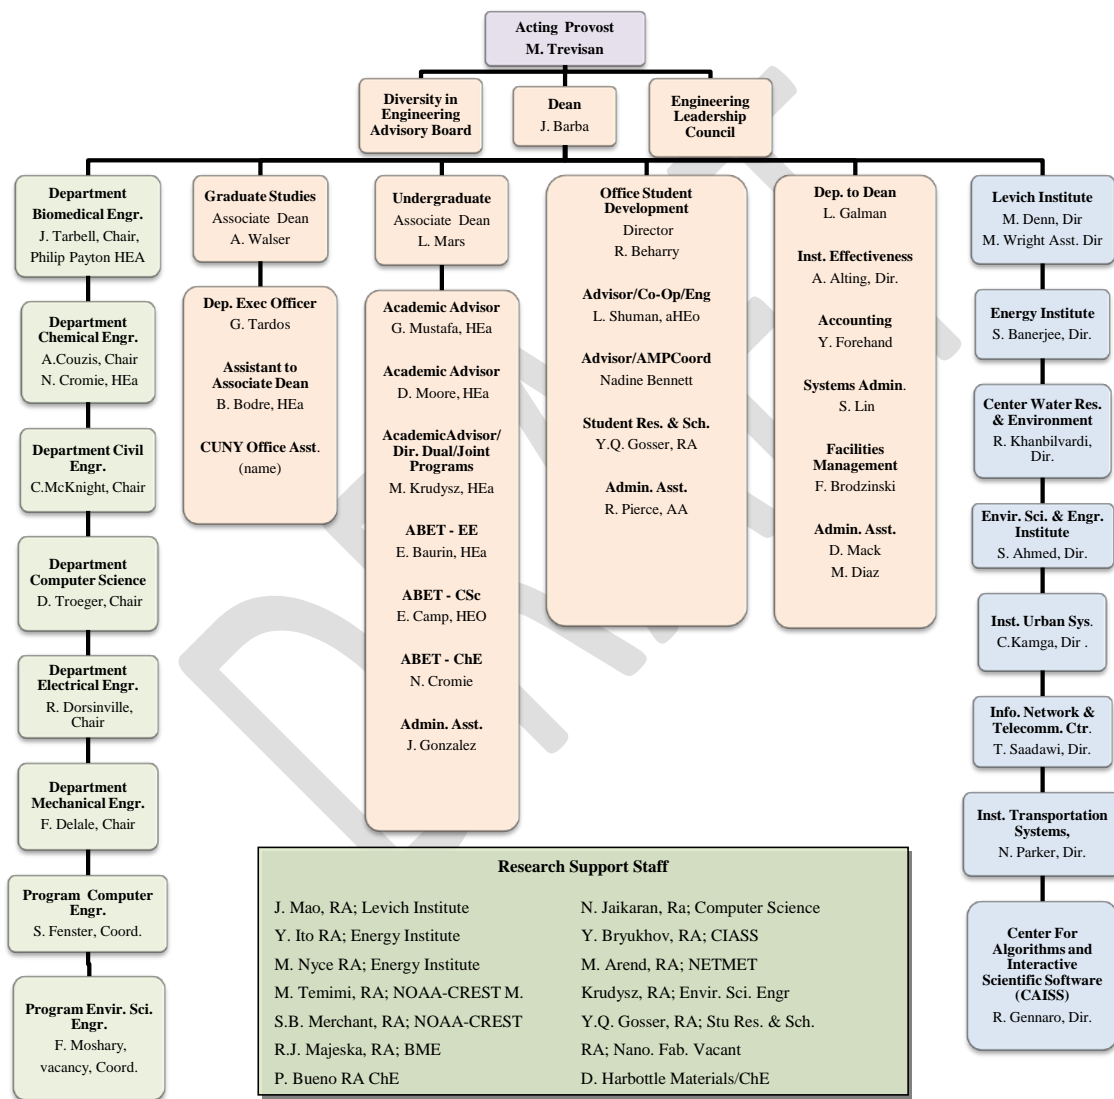 Acting Provost
M. Trevisan
Diversity in
Engineering
Advisory Board
Dean
J. Barba
Engineering
Leadership
Council
Department
Biomedical Engr.
J. Tarbell, Chair,
Philip Payton HEA
Department
Chemical Engr.
A.Couzis, Chair
N. Cromie, HEa
Department Civil
Engr.
C.McKnight, Chair
Department
Computer Science
D. Troeger, Chair
Department
Electrical Engr.
R. Dorsinville,
Chair
Department
Mechanical Engr.
F. Delale, Chair
Program Computer
Engr.
S. Fenster, Coord.
Program Envir. Sci.
Engr.
F. Moshary,
vacancy, Coord.
Graduate Studies
Associate Dean
A. Walser
Dep. Exec Officer
G. Tardos
Assistant to
Associate Dean
B. Bodre, HEa
CUNY Office Asst.
(name)
Undergraduate
Associate Dean
L. Mars
Academic Advisor
G. Mustafa, HEa
Academic Advisor
D. Moore, HEa
AcademicAdvisor/
Dir. Dual/Joint
Programs
M. Krudysz, HEa
ABET - EE
E. Baurin, HEa
ABET - CSc
E. Camp, HEO
ABET - ChE
N. Cromie
Admin. Asst.
J. Gonzalez
Office Student
Development
Director
R. Beharry
Advisor/Co-Op/Eng
L. Shuman, aHEo
Advisor/AMPCoord
Nadine Bennett
Student Res. & Sch.
Y.Q. Gosser, RA
Admin. Asst.
R. Pierce, AA
Dep. to Dean
L. Galman
Inst. Effectiveness
A. Alting, Dir.
Accounting
Y. Forehand
Systems Admin.
S. Lin
Facilities
Management
F. Brodzinski
Admin. Asst.
D. Mack
M. Diaz
Levich Institute
M. Denn, Dir
M. Wright Asst. Dir
Energy Institute
S. Banerjee, Dir.
Center Water Res.
& Environment
R. Khanbilvardi,
Dir.
Envir. Sci. & Engr.
Institute
S. Ahmed, Dir.
Inst. Urban Sys.
C.Kamga, Dir .
Info. Network &
Telecomm. Ctr.
T. Saadawi, Dir.
Inst. Transportation
Systems,
N. Parker, Dir.
Center For
Algorithms and
Interactive
Scientific Software
(CAISS)
R. Gennaro, Dir.
Research Support Staff
J. Mao, RA; Levich Institute
Y. Ito RA; Energy Institute
M. Nyce RA; Energy Institute
M. Temimi, RA; NOAA-CREST M.
S.B. Merchant, RA; NOAA-CREST
R.J. Majeska, RA; BME
P. Bueno RA ChE
N. Jaikaran, Ra; Computer Science
Y. Bryukhov, RA; CIASS
M. Arend, RA; NETMET
Krudysz, RA; Envir. Sci. Engr
Y.Q. Gosser, RA; Stu Res. & Sch.
RA; Nano. Fab. Vacant
D. Harbottle Materials/ChE
DRAFT